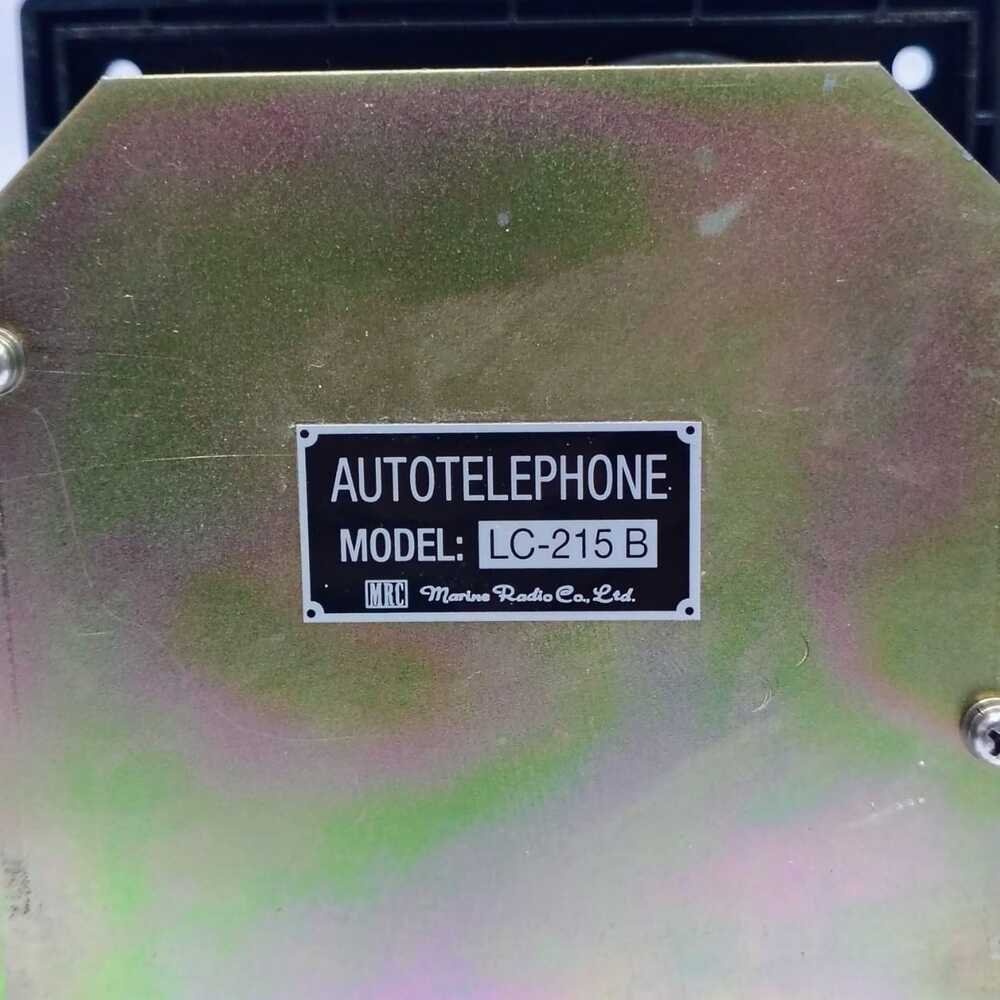 AUTOTELEPHONE
MODEL: LC-215 B
MRC Marine Radio Co., Ltd.